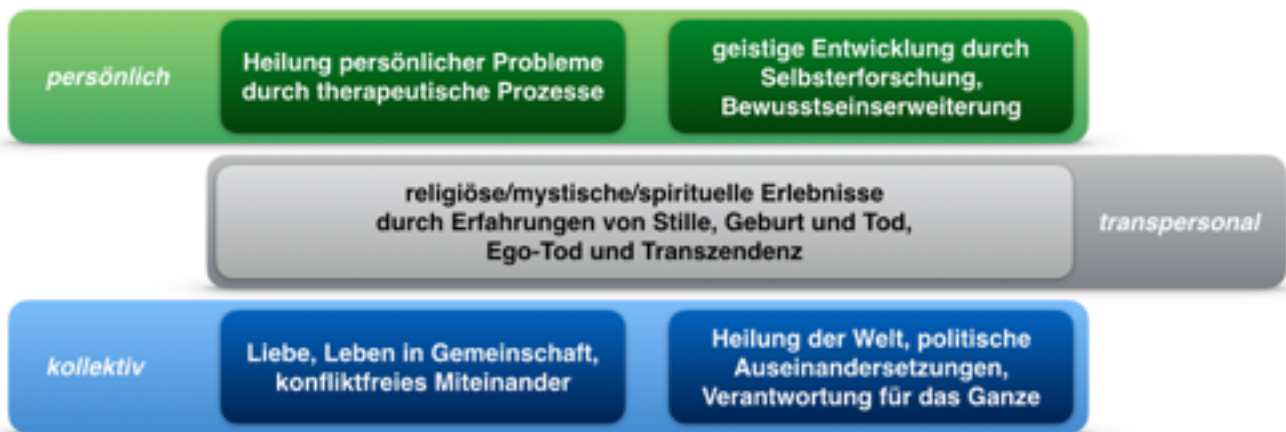 persönlich
Heilung persönlicher Probleme
durch therapeutische Prozesse
geistige Entwicklung durch
Selbsterforschung,
Bewusstseinserweiterung
religiöse/mystische/spirituelle Erlebnisse
durch Erfahrungen von Stille, Geburt und Tod,
Ego-Tod und Transzendenz
transpersonal
kollektiv
Liebe, Leben in Gemeinschaft,
konfliktfreies Miteinander
Heilung der Welt, politische
Auseinandersetzungen,
Verantwortung für das Ganze